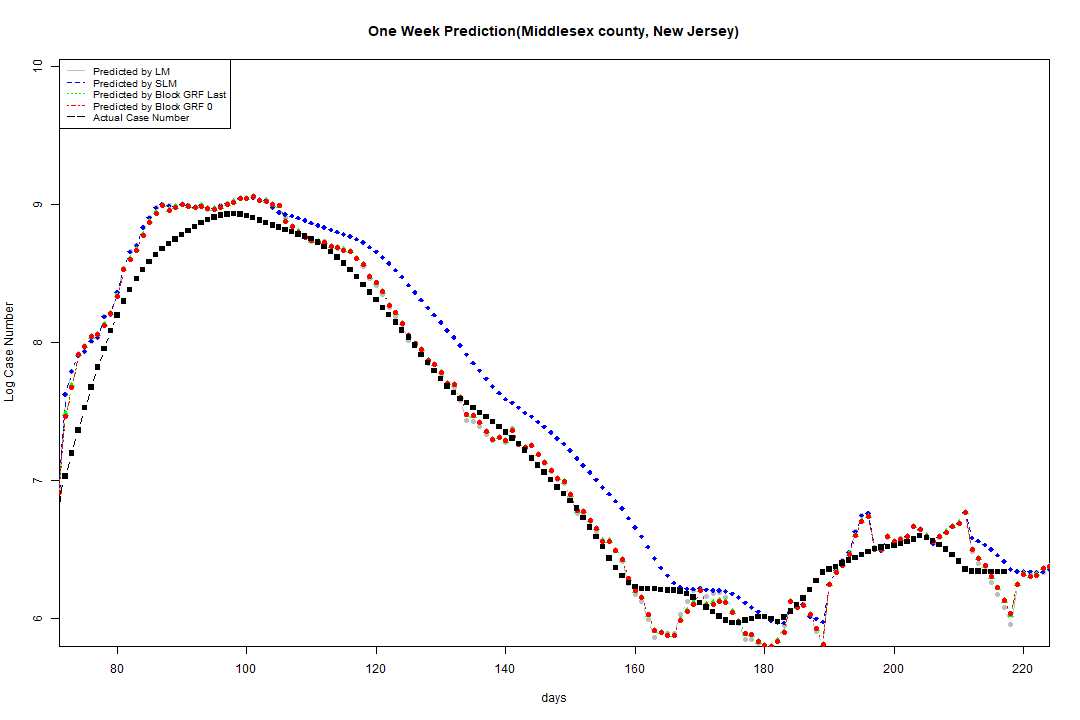 One Week Prediction(Middlesex county, New Jersey)
10
9
8
7
6
Log Case Number
Predicted by LM
Predicted by SLM
Predicted by Block GRF Last
Predicted by Block GRF 0
Actual Case Number
80 100 120 140 160 180 200 220
days